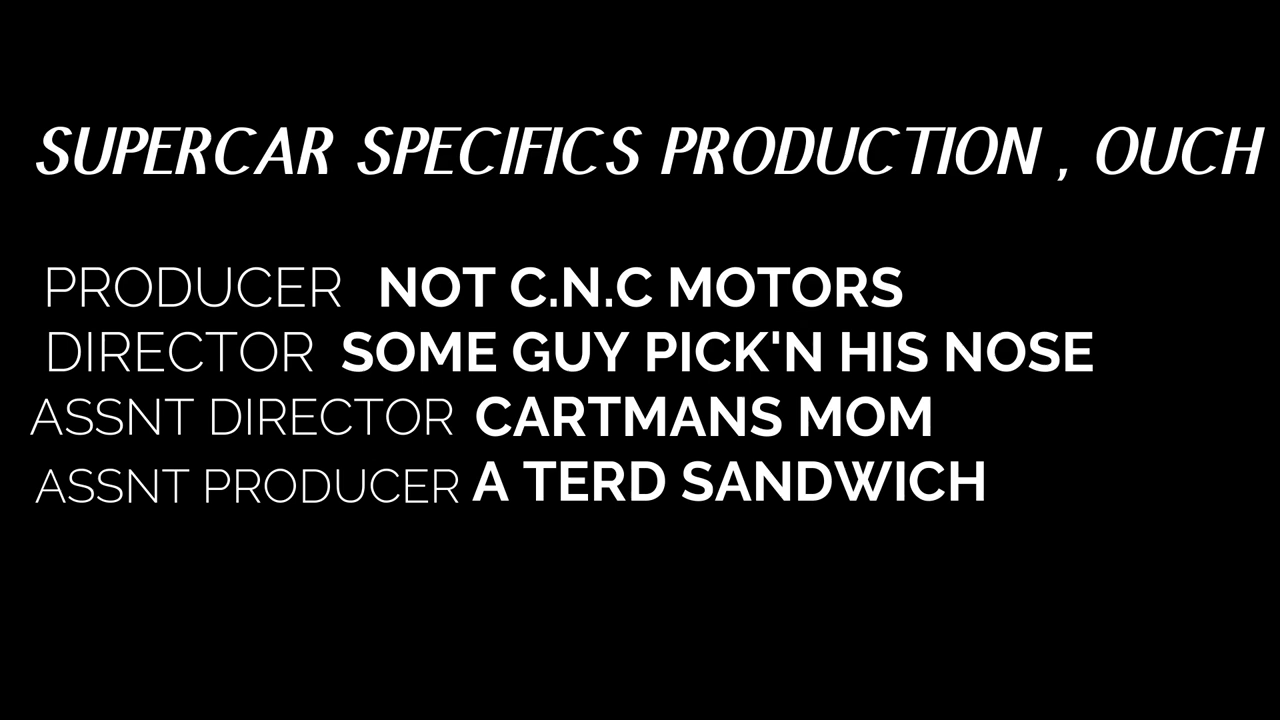 SUPERCAR SPECIFICS PRODUCTION , OUCH
PRODUCER NOT C.N.C MOTORS
DIRECTOR SOME GUY PICK'N HIS NOSE
ASSNT DIRECTOR CARTMANS MOM
ASSNT PRODUCER A TERD SANDWICH